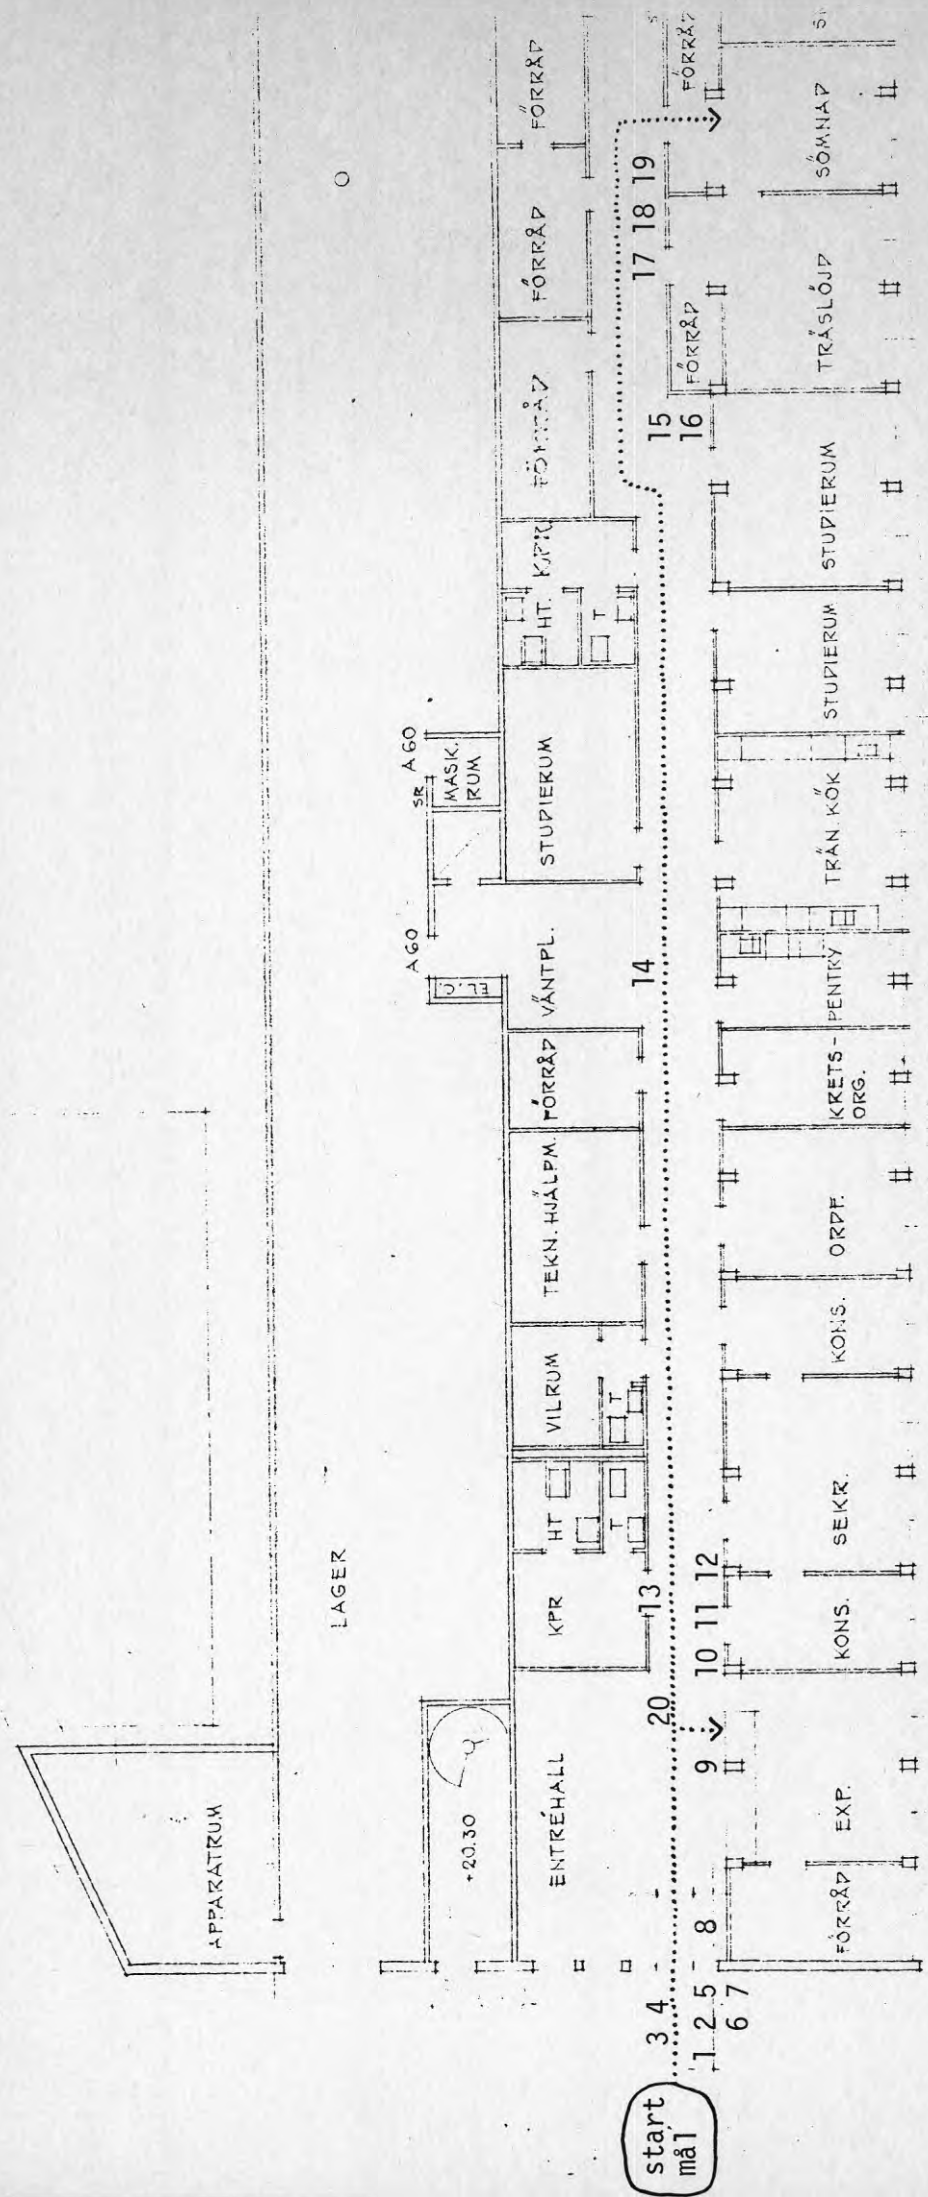 APPARATRUM
LAGER
+20.30
A60
SR
A60
EL.C.
MASK.
RUM
ENTRÉHALL
KPR
HT
T
VILRUM
T
TEKN. HJÄLPM.
FÖRRÅD
VÄNTPL.
STUDIERUM
HT.
T
KPR
FÖRRÅD
FÖRRÅD
FÖRRÅD
start
mål
3 4
1 2 5
6 7
8
9
20
10 11 12
13
14
15
16
17 18 19
FÖRRÅD
FÖRRÅD
FÖRRÅD
EXP.
KONS.
SEKR.
KONS.
ORDF.
KRETS-
ORG.
PENTRY
TRÄN. KÖK
STUDIERUM
STUDIERUM
TRÄSLÖJD
SÖMNAD